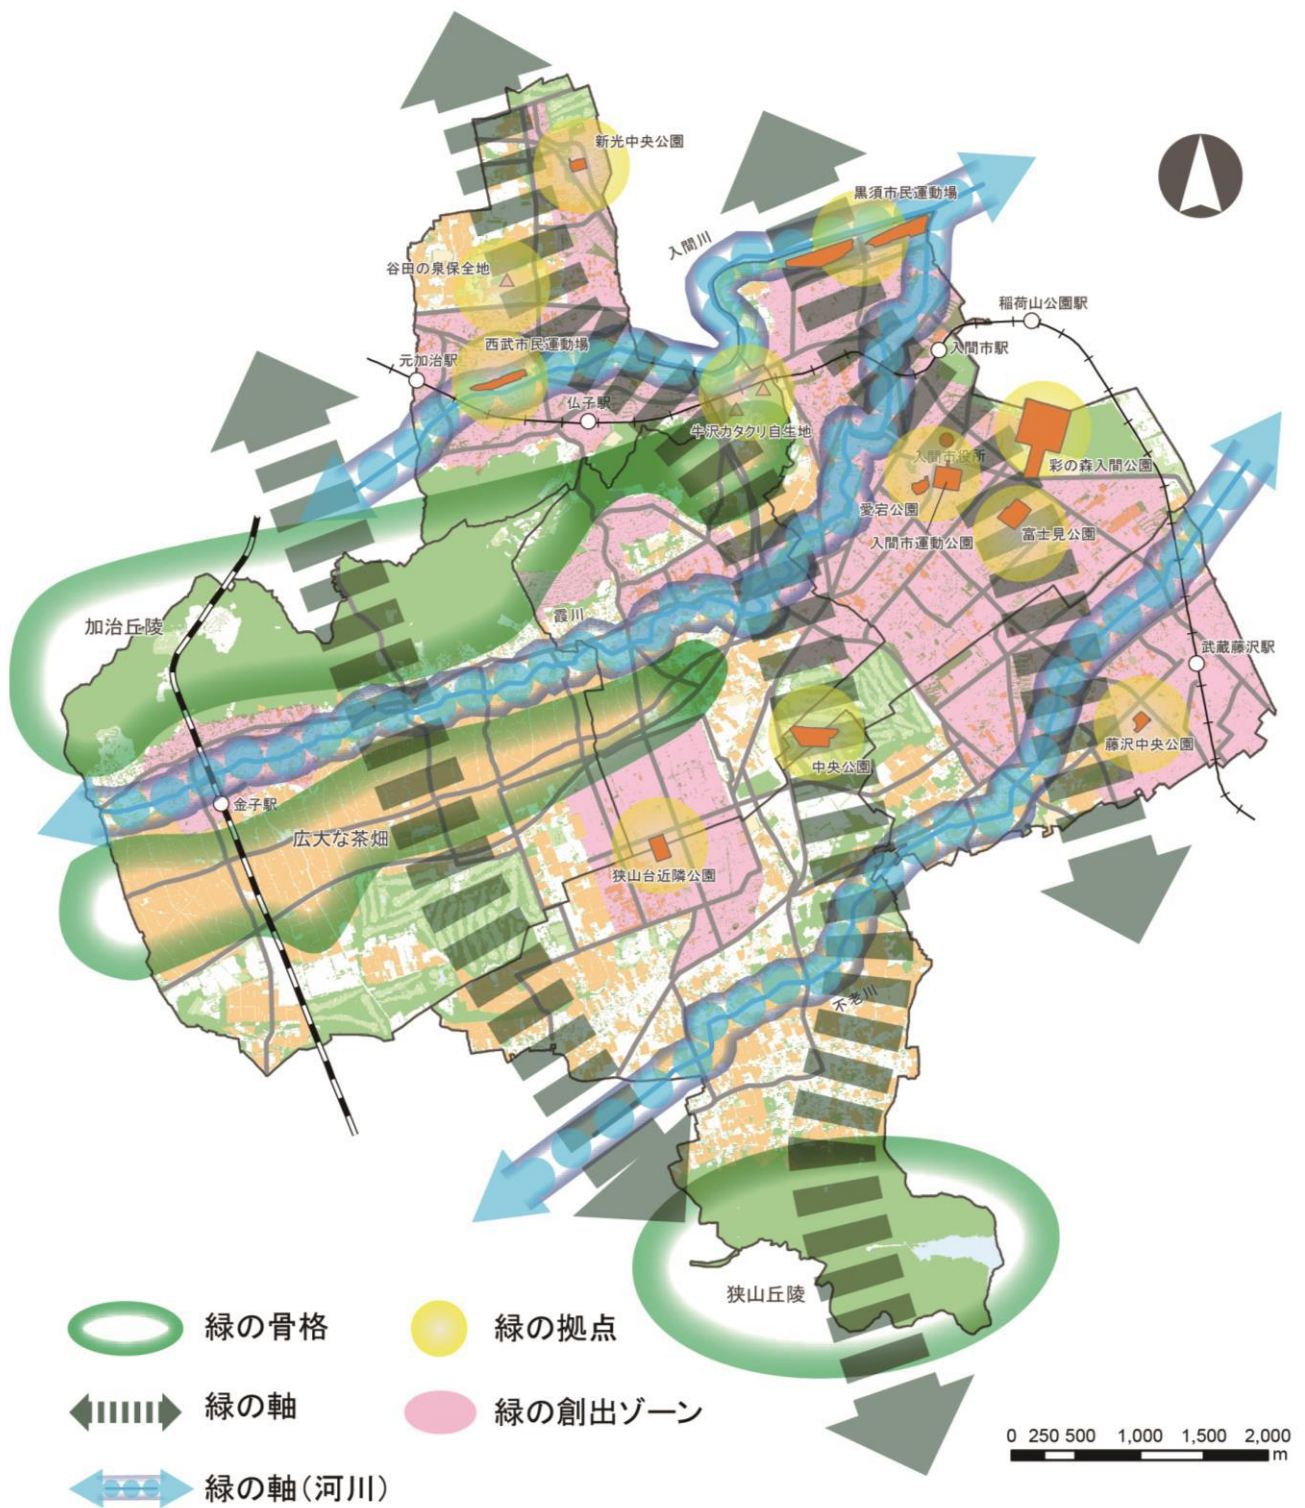 新光中央公園
黒須市民運動場
入間川
谷田の泉保全地
稲荷山公園駅
西武市民運動場
入間市駅
元加治駅
仏子駅
牛沢カタクリ自生地
入間市役所
彩の森入間公園
愛宕公園
富士見公園
入間市運動公園
霞川
加治丘陵
武蔵藤沢駅
藤沢中央公園
中央公園
金子駅
広大な茶畑
狭山台近隣公園
不老川
狭山丘陵
緑の骨格
緑の拠点
緑の軸
緑の創出ゾーン
緑の軸(河川)
0 250 500 1,000 1,500 2,000
m